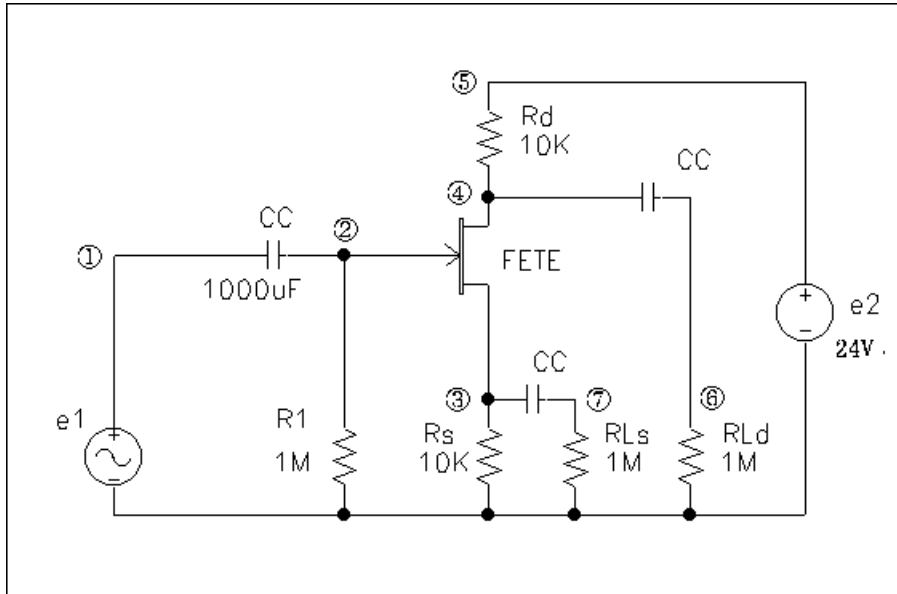 ⑤
Rd
10K
CC
④
CC
②
①
FETE
1000uF
e2
24V.
CC
③
⑦
⑥
e1
R1
1M
Rs
10K
RLs
1M
RLd
1M